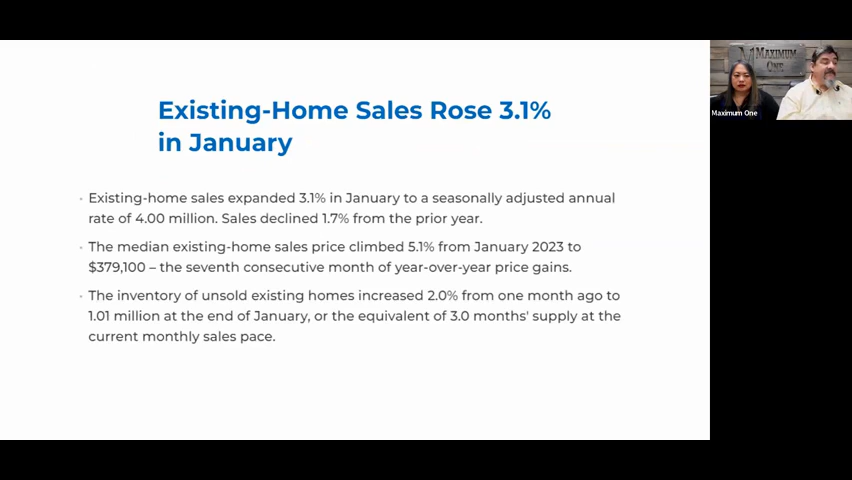 Existing-Home Sales Rose 3.1%
in January
Existing-home sales expanded 3.1% in January to a seasonally adjusted annual
rate of 4.00 million. Sales declined 1.7% from the prior year.
The median existing-home sales price climbed 5.1% from January 2023 to
$379,100 – the seventh consecutive month of year-over-year price gains.
The inventory of unsold existing homes increased 2.0% from one month ago to
1.01 million at the end of January, or the equivalent of 3.0 months' supply at the
current monthly sales pace.
MAXIMUM
ONE
Maximum One